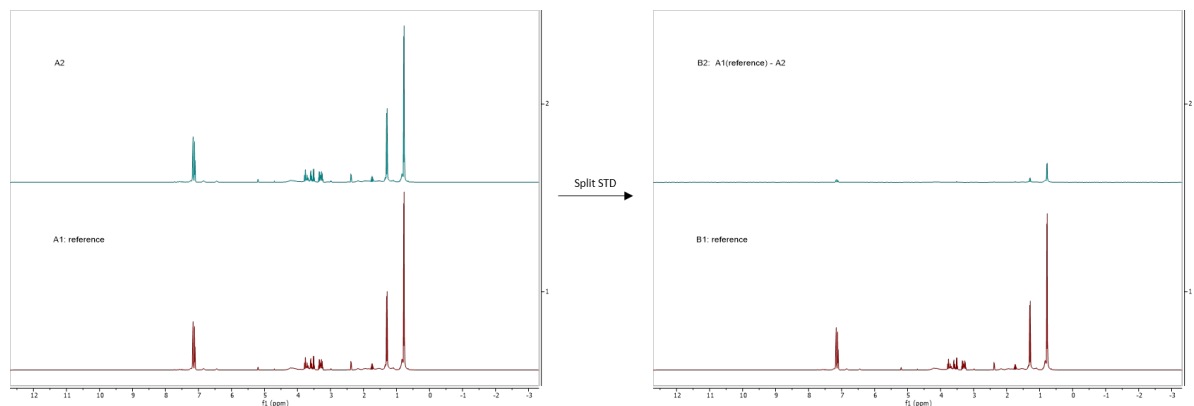 A2
B2: A1(reference) - A2
2
2
Split STD
A1: reference
B1: reference
1
1
12 11 10 9 8 7 6 5 4 3 2 1 0 -1 -2 -3
f1 (ppm)
12 11 10 9 8 7 6 5 4 3 2 1 0 -1 -2 -3
f1 (ppm)